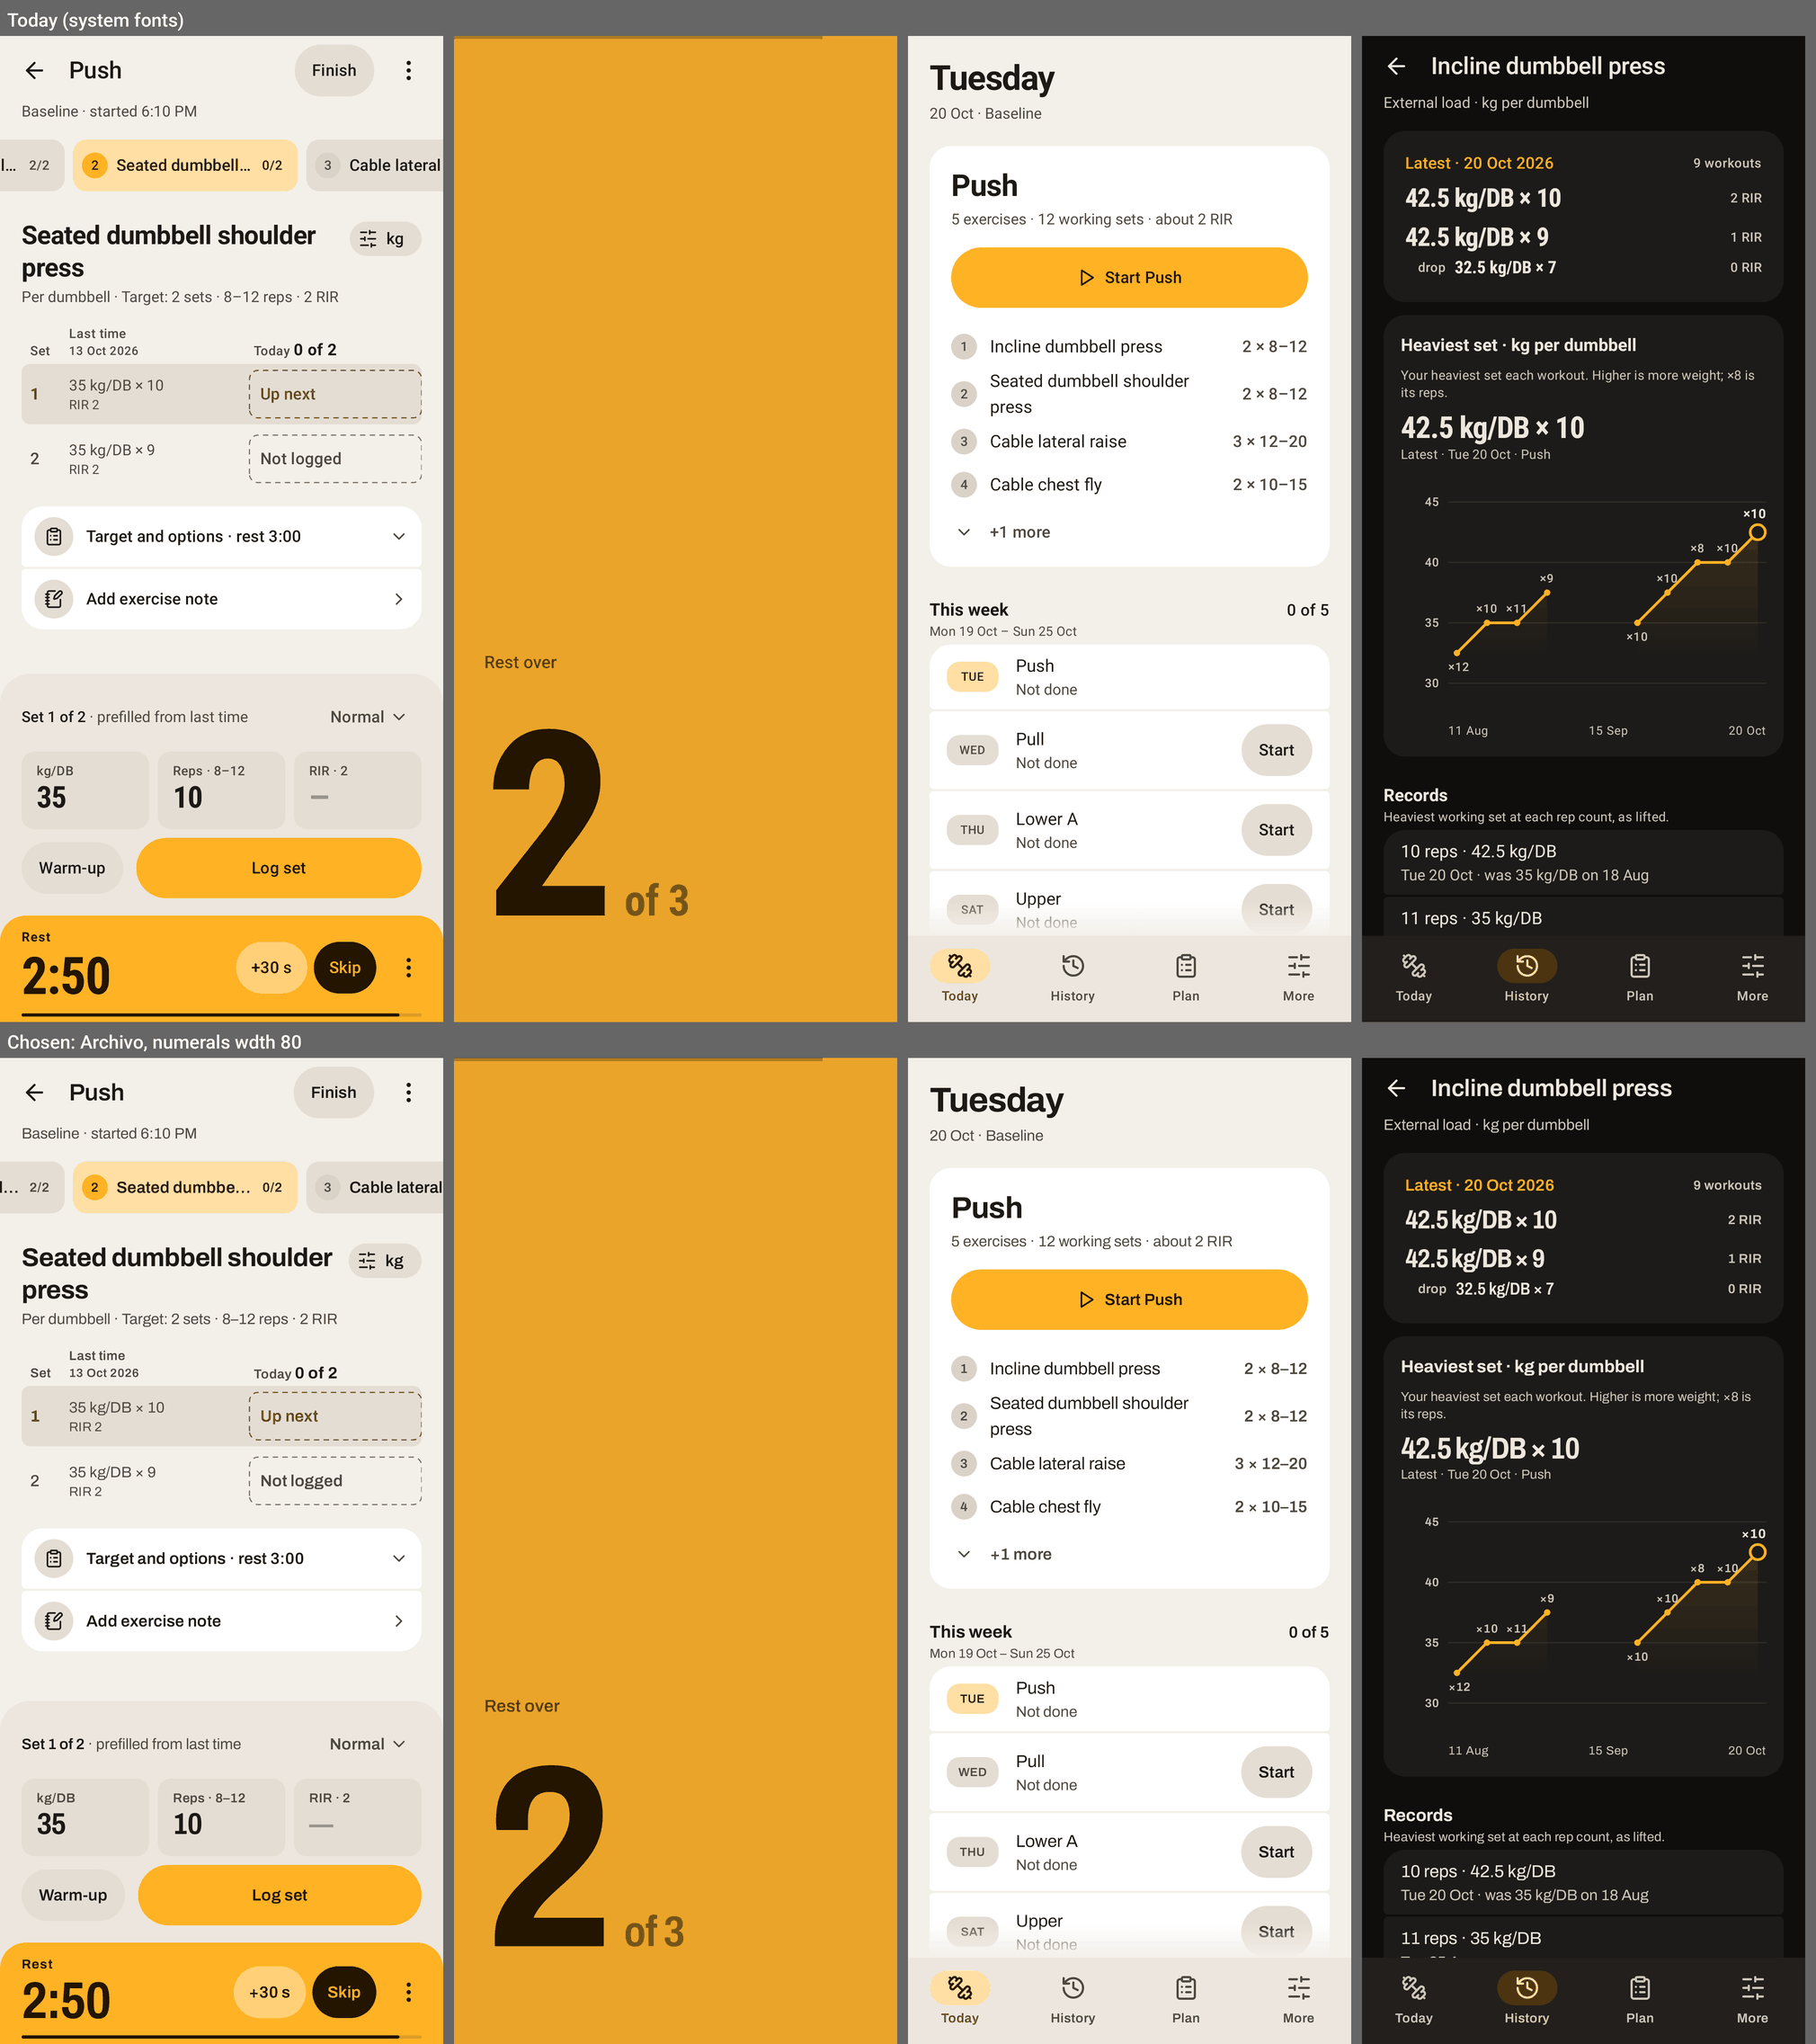 Today (system fonts)
Push
Finish
Baseline · started 6:10 PM
l... 2/2
2 Seated dumbbell... 0/2
3 Cable lateral
Seated dumbbell shoulder
press
kg
Per dumbbell · Target: 2 sets · 8–12 reps · 2 RIR
Set
Last time
13 Oct 2026
Today 0 of 2
1
35 kg/DB × 10
RIR 2
Up next
2
35 kg/DB × 9
RIR 2
Not logged
Target and options · rest 3:00
Add exercise note
Set 1 of 2 · prefilled from last time
Normal
kg/DB
35
Reps · 8–12
10
RIR · 2
—
Warm-up
Log set
Rest
2:50
+30 s
Skip
Rest over
2 of 3
Tuesday
20 Oct · Baseline
Push
5 exercises · 12 working sets · about 2 RIR
Start Push
1 Incline dumbbell press 2 × 8–12
2 Seated dumbbell shoulder
press 2 × 8–12
3 Cable lateral raise 3 × 12–20
4 Cable chest fly 2 × 10–15
+1 more
This week 0 of 5
Mon 19 Oct – Sun 25 Oct
TUE
Push
Not done
WED
Pull
Not done
Start
THU
Lower A
Not done
Start
SAT
Upper
Not done
Start
Today
History
Plan
More
Incline dumbbell press
External load · kg per dumbbell
Latest · 20 Oct 2026 9 workouts
42.5 kg/DB × 10 2 RIR
42.5 kg/DB × 9 1 RIR
drop 32.5 kg/DB × 7 0 RIR
Heaviest set · kg per dumbbell
Your heaviest set each workout. Higher is more weight; ×8 is
its reps.
42.5 kg/DB × 10
Latest · Tue 20 Oct · Push
45
×10
40
×8 ×10
×9
×10
×10 ×11
35
×10
×12
30
11 Aug 15 Sep 20 Oct
Records
Heaviest working set at each rep count, as lifted.
10 reps · 42.5 kg/DB
Tue 20 Oct · was 35 kg/DB on 18 Aug
11 reps · 35 kg/DB
Today
History
Plan
More
Chosen: Archivo, numerals wdth 80
Push
Finish
Baseline · started 6:10 PM
l... 2/2
2 Seated dumbbe... 0/2
3 Cable lateral
Seated dumbbell shoulder
press
kg
Per dumbbell · Target: 2 sets · 8–12 reps · 2 RIR
Set
Last time
13 Oct 2026
Today 0 of 2
1
35 kg/DB × 10
RIR 2
Up next
2
35 kg/DB × 9
RIR 2
Not logged
Target and options · rest 3:00
Add exercise note
Set 1 of 2 · prefilled from last time
Normal
kg/DB
35
Reps · 8–12
10
RIR · 2
—
Warm-up
Log set
Rest
2:50
+30 s
Skip
Rest over
2 of 3
Tuesday
20 Oct · Baseline
Push
5 exercises · 12 working sets · about 2 RIR
Start Push
1 Incline dumbbell press 2 × 8–12
2 Seated dumbbell shoulder
press 2 × 8–12
3 Cable lateral raise 3 × 12–20
4 Cable chest fly 2 × 10–15
+1 more
This week 0 of 5
Mon 19 Oct – Sun 25 Oct
TUE
Push
Not done
WED
Pull
Not done
Start
THU
Lower A
Not done
Start
SAT
Upper
Not done
Start
Today
History
Plan
More
Incline dumbbell press
External load · kg per dumbbell
Latest · 20 Oct 2026 9 workouts
42.5 kg/DB × 10 2 RIR
42.5 kg/DB × 9 1 RIR
drop 32.5 kg/DB × 7 0 RIR
Heaviest set · kg per dumbbell
Your heaviest set each workout. Higher is more weight; ×8 is
its reps.
42.5 kg/DB × 10
Latest · Tue 20 Oct · Push
45
×10
40
×8 ×10
×9
×10
×10 ×11
35
×10
×12
30
11 Aug 15 Sep 20 Oct
Records
Heaviest working set at each rep count, as lifted.
10 reps · 42.5 kg/DB
Tue 20 Oct · was 35 kg/DB on 18 Aug
11 reps · 35 kg/DB
Today
History
Plan
More